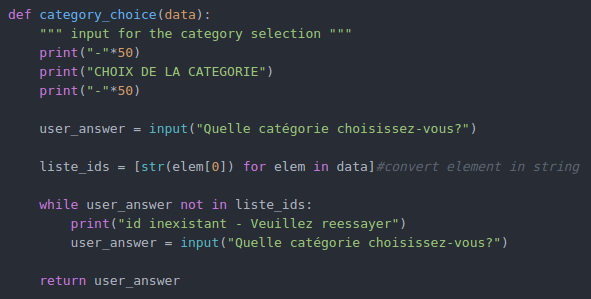 def category_choice(data):
    """ input for the category selection """
    print("-"*50)
    print("CHOIX DE LA CATEGORIE")
    print("-"*50)

    user_answer = input("Quelle catégorie choisissez-vous?")

    liste_ids = [str(elem[0]) for elem in data]#convert element in string

    while user_answer not in liste_ids:
        print("id inexistant - Veuillez reessayer")
        user_answer = input("Quelle catégorie choisissez-vous?")

    return user_answer